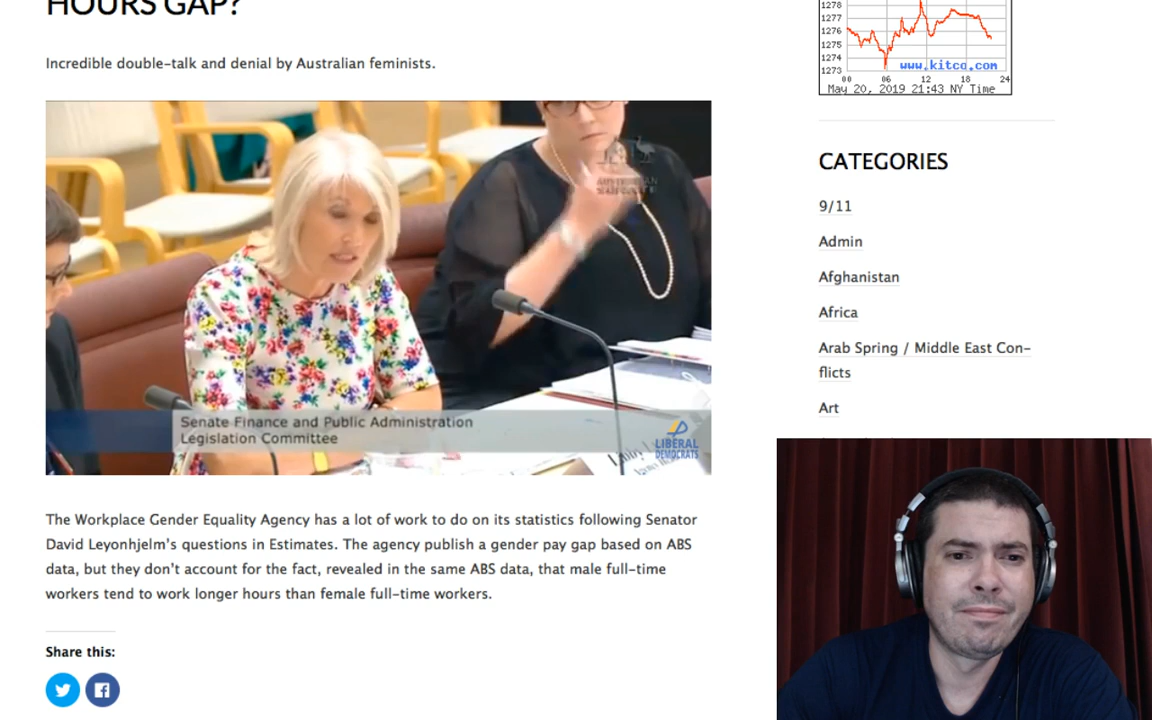 HOURS GAP?
Incredible double-talk and denial by Australian feminists.
Senate Finance and Public Administration
Legislation Committee
LIBERAL
DEMOCRATS
The Workplace Gender Equality Agency has a lot of work to do on its statistics following Senator
David Leyonhjelm's questions in Estimates. The agency publish a gender pay gap based on ABS
data, but they don't account for the fact, revealed in the same ABS data, that male full-time
workers tend to work longer hours than female full-time workers.
Share this:
1278
1277
1276
1275
1274
1273
www.kitco.com
00 06 12 18 24
May 20, 2019 21:43 NY Time
CATEGORIES
9/11
Admin
Afghanistan
Africa
Arab Spring / Middle East Con-
flicts
Art